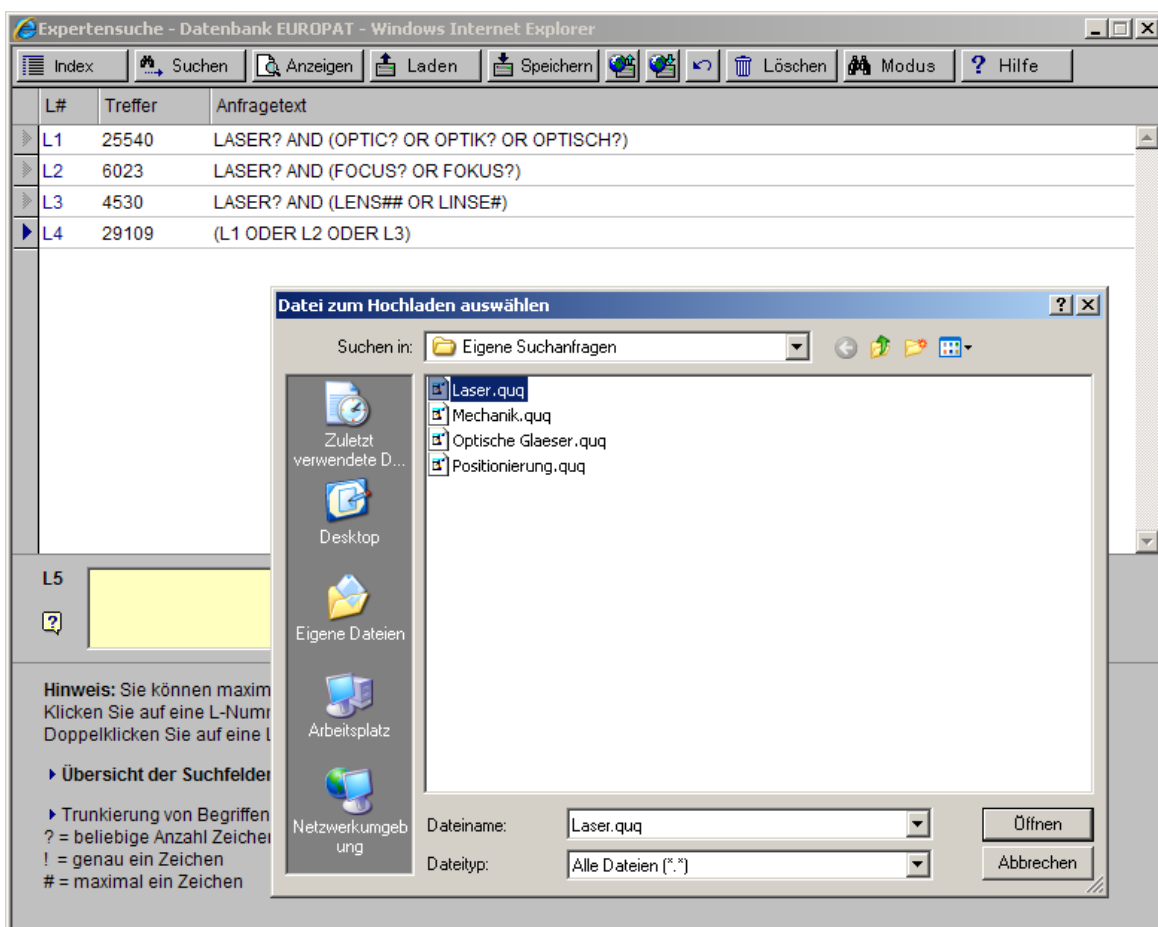 Expertensuche - Datenbank EUROPAT - Windows Internet Explorer
Index Suchen Anzeigen Laden Speichern Löschen Modus ? Hilfe
L# Treffer Anfragetext
L1 25540 LASER? AND (OPTIC? OR OPTIK? OR OPTISCH?)
L2 6023 LASER? AND (FOCUS? OR FOKUS?)
L3 4530 LASER? AND (LENS## OR LINSE#)
L4 29109 (L1 ODER L2 ODER L3)
Datei zum Hochladen auswählen
Suchen in: Eigene Suchanfragen
Zuletzt
verwendete D...
Desktop
Eigene Dateien
Arbeitsplatz
Netzwerkumgeb
ung
Laser.quq
Mechanik.quq
Optische Glaeser.quq
Positionierung.quq
Dateiname: Laser.quq Öffnen
Dateityp: Alle Dateien (*.*) Abbrechen
L5
?
Hinweis: Sie können maxim
Klicken Sie auf eine L-Numr
Doppelklicken Sie auf eine L
Übersicht der Suchfelder
Trunkierung von Begriffen
? = beliebige Anzahl Zeicher
! = genau ein Zeichen
# = maximal ein Zeichen